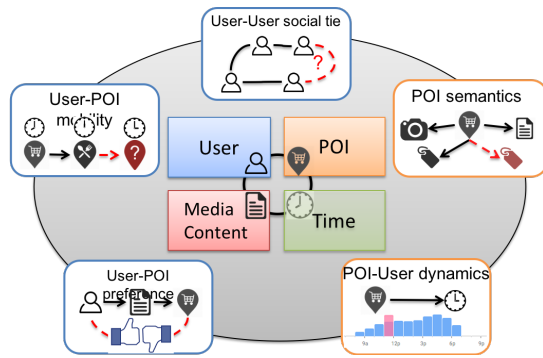 User-User social tie
?
User-POI
mobility
?
POI semantics
User
POI
Media
Content
Time
User-POI
preference
POI-User dynamics
9a 12p 3p 6p 9p